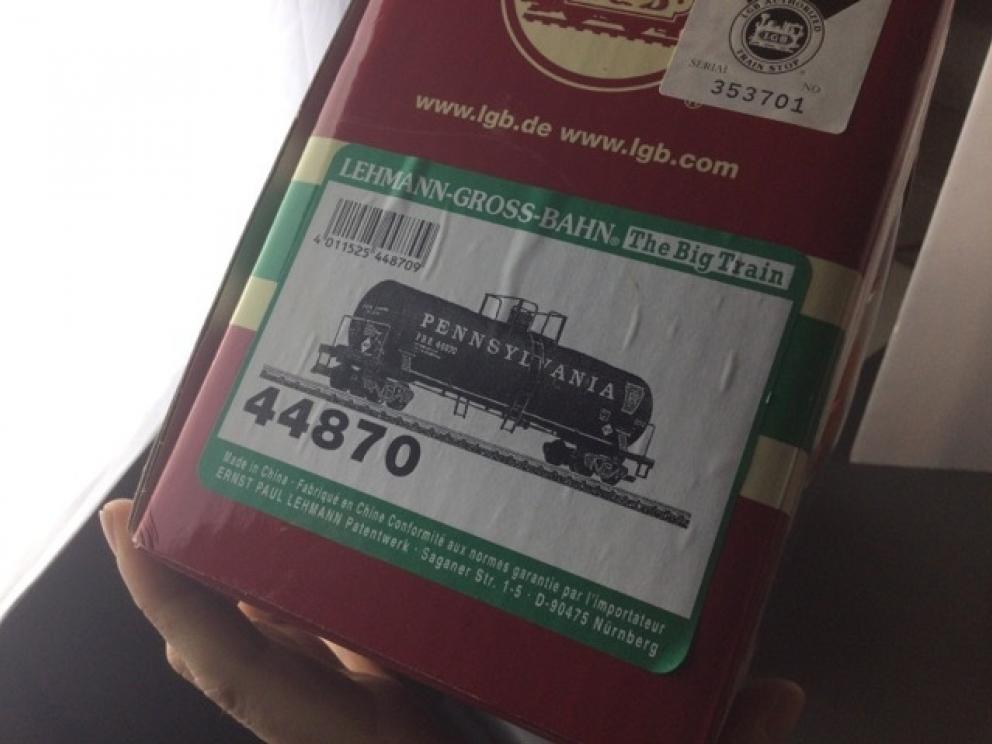 LGB AUTHORIZED
LGB
TRAIN STOP
SERIAL NO
353701
www.lgb.de www.lgb.com
LEHMANN-GROSS-BAHN® The Big Train
4 011525 448709
PENNSYLVANIA
44870
Made in China · Fabriqué en Chine Conformité aux normes garantie par l'importateur
ERNST PAUL LEHMANN Patentwerk · Saganer Str. 1-5 · D-90475 Nürnberg